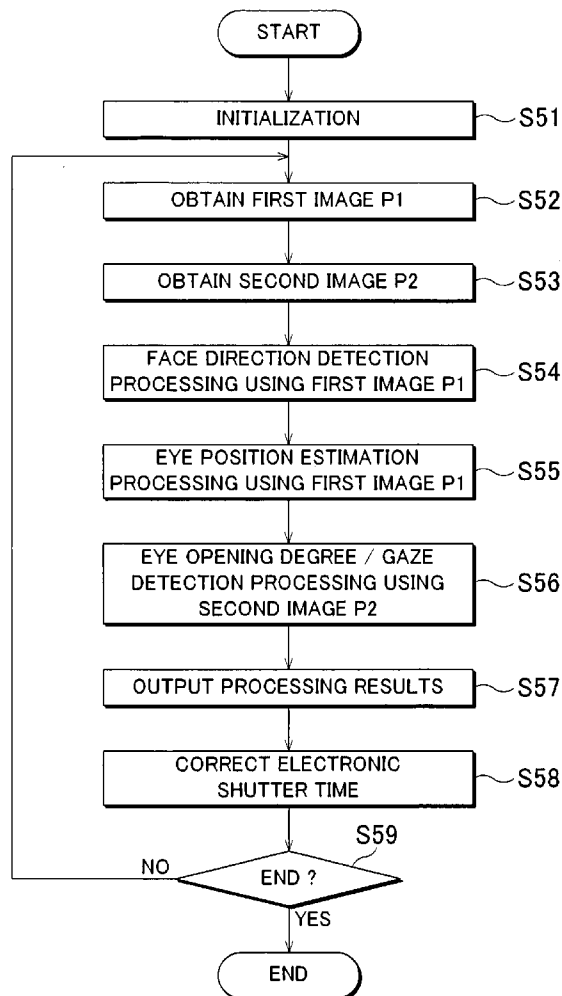 START
INITIALIZATION
S51
OBTAIN FIRST IMAGE P1
S52
OBTAIN SECOND IMAGE P2
S53
FACE DIRECTION DETECTION
PROCESSING USING FIRST IMAGE P1
S54
EYE POSITION ESTIMATION
PROCESSING USING FIRST IMAGE P1
S55
EYE OPENING DEGREE / GAZE
DETECTION PROCESSING USING
SECOND IMAGE P2
S56
OUTPUT PROCESSING RESULTS
S57
CORRECT ELECTRONIC
SHUTTER TIME
S58
S59
NO
END ?
YES
END